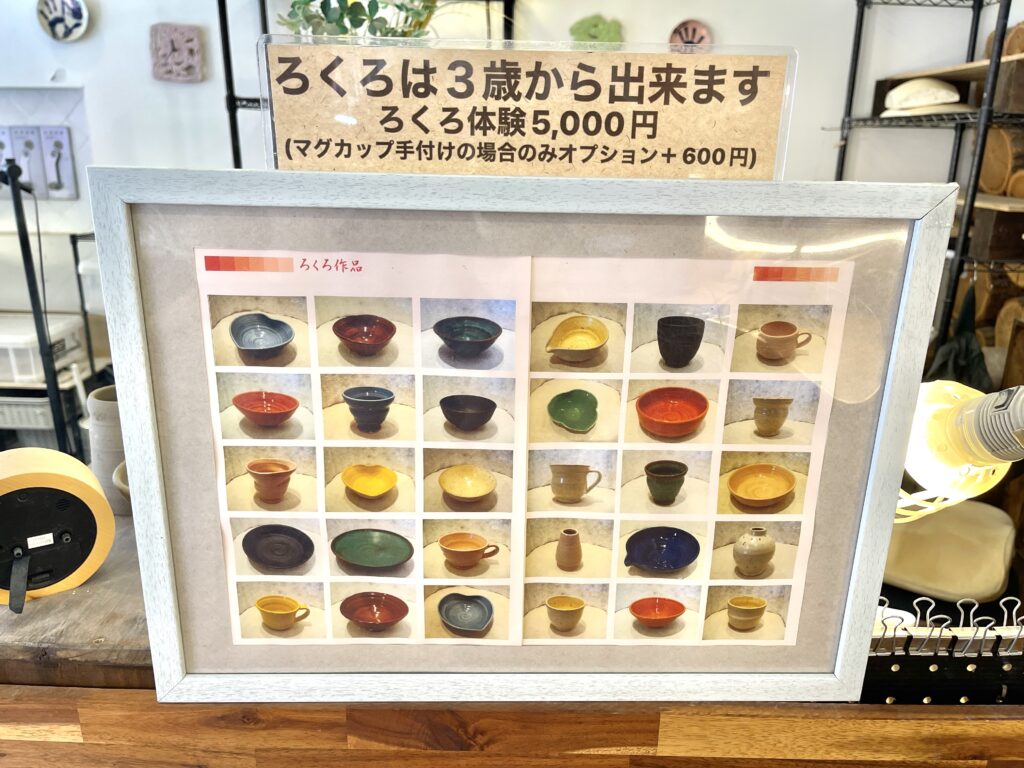 ろくろは3歳から出来ます
ろくろ体験5,000円
(マグカップ手付けの場合のみオプション+600円)
ろくろ作品